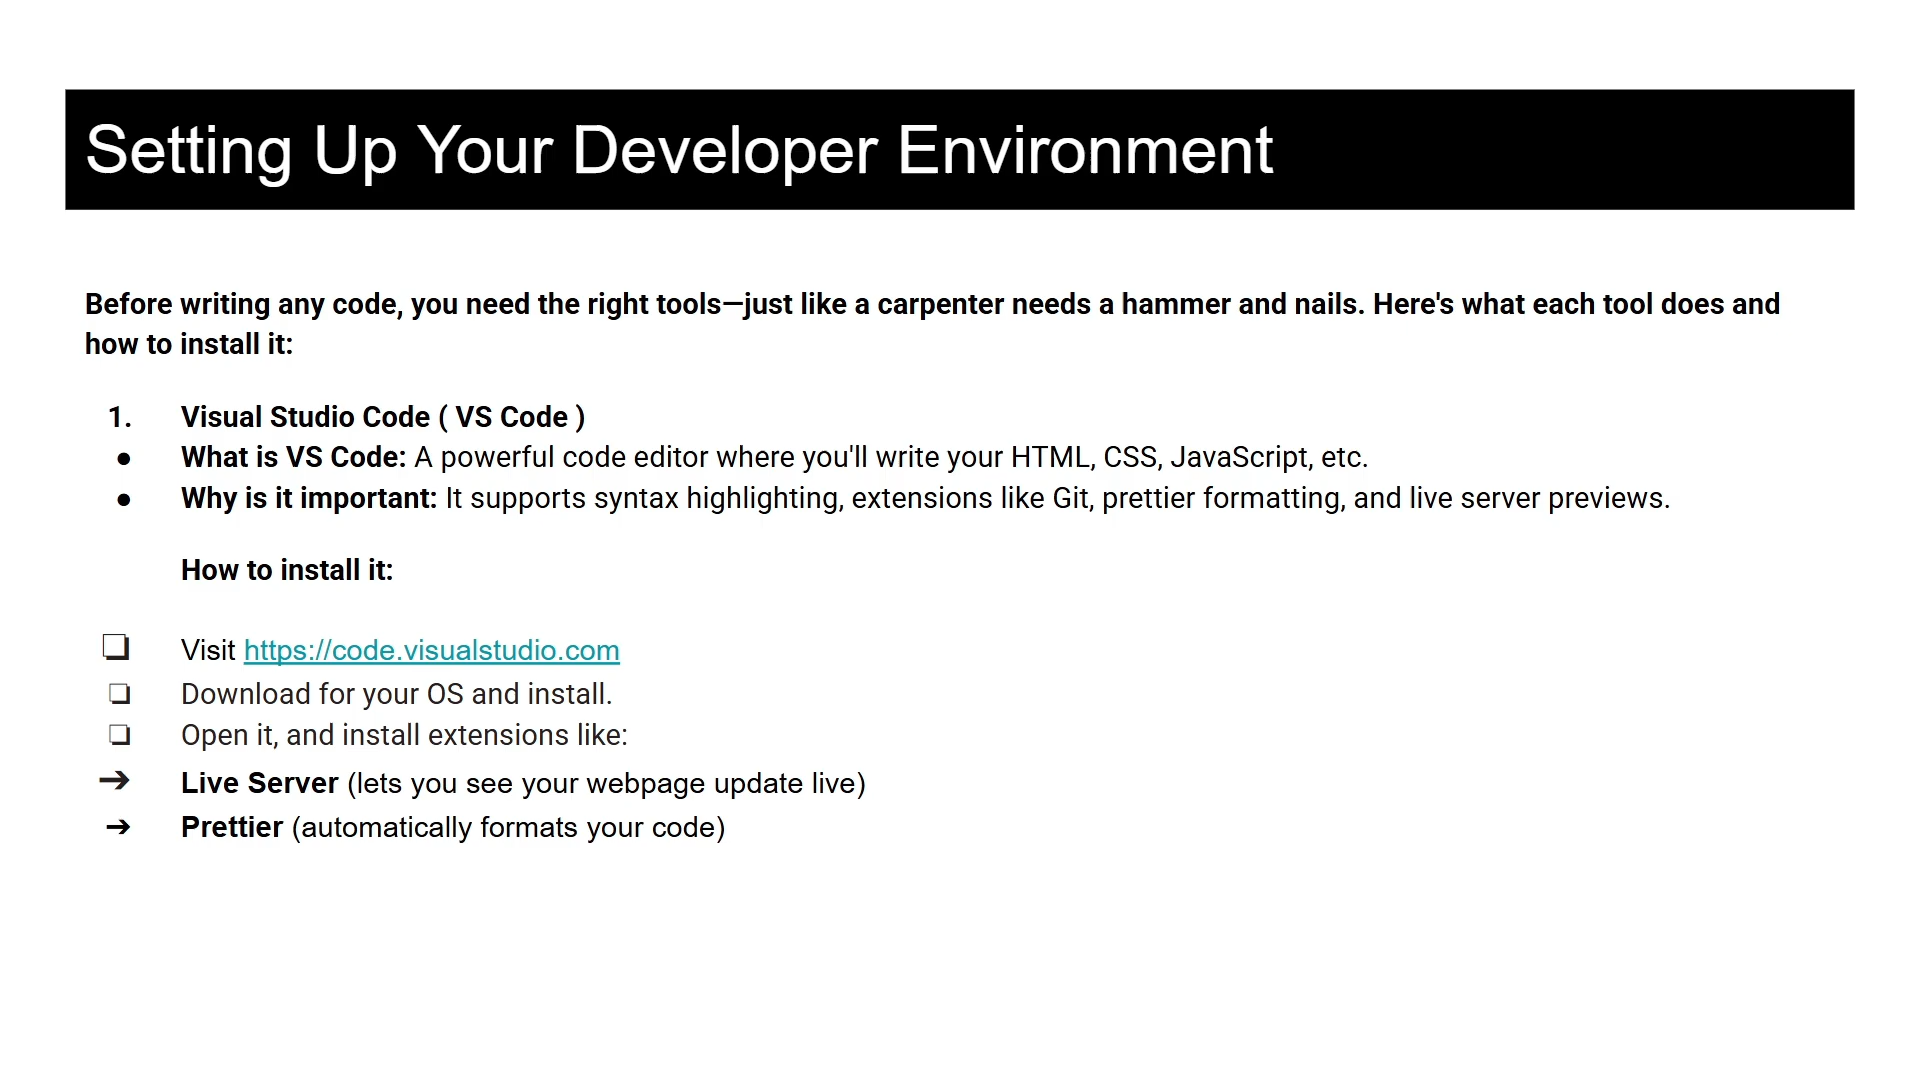 Setting Up Your Developer Environment
Before writing any code, you need the right tools—just like a carpenter needs a hammer and nails. Here's what each tool does and
how to install it:
1. Visual Studio Code ( VS Code )
● What is VS Code: A powerful code editor where you'll write your HTML, CSS, JavaScript, etc.
● Why is it important: It supports syntax highlighting, extensions like Git, prettier formatting, and live server previews.
How to install it:
❏ Visit https://code.visualstudio.com
❏ Download for your OS and install.
❏ Open it, and install extensions like:
➔ Live Server (lets you see your webpage update live)
➔ Prettier (automatically formats your code)